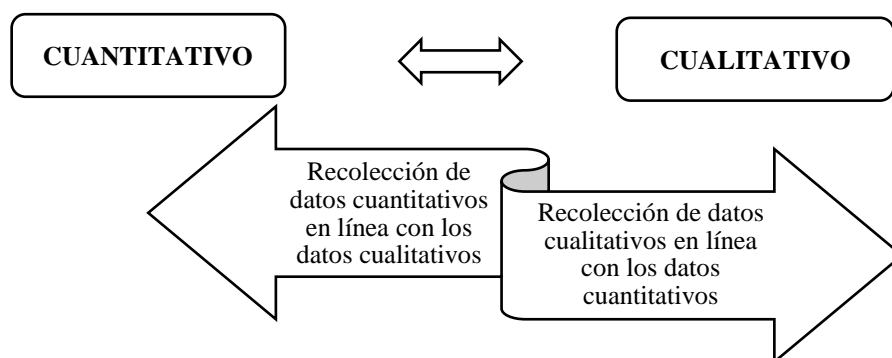 CUANTITATIVO
CUALITATIVO
Recolección de
datos cuantitativos
en línea con los
datos cualitativos
Recolección de datos
cualitativos en línea
con los datos
cuantitativos